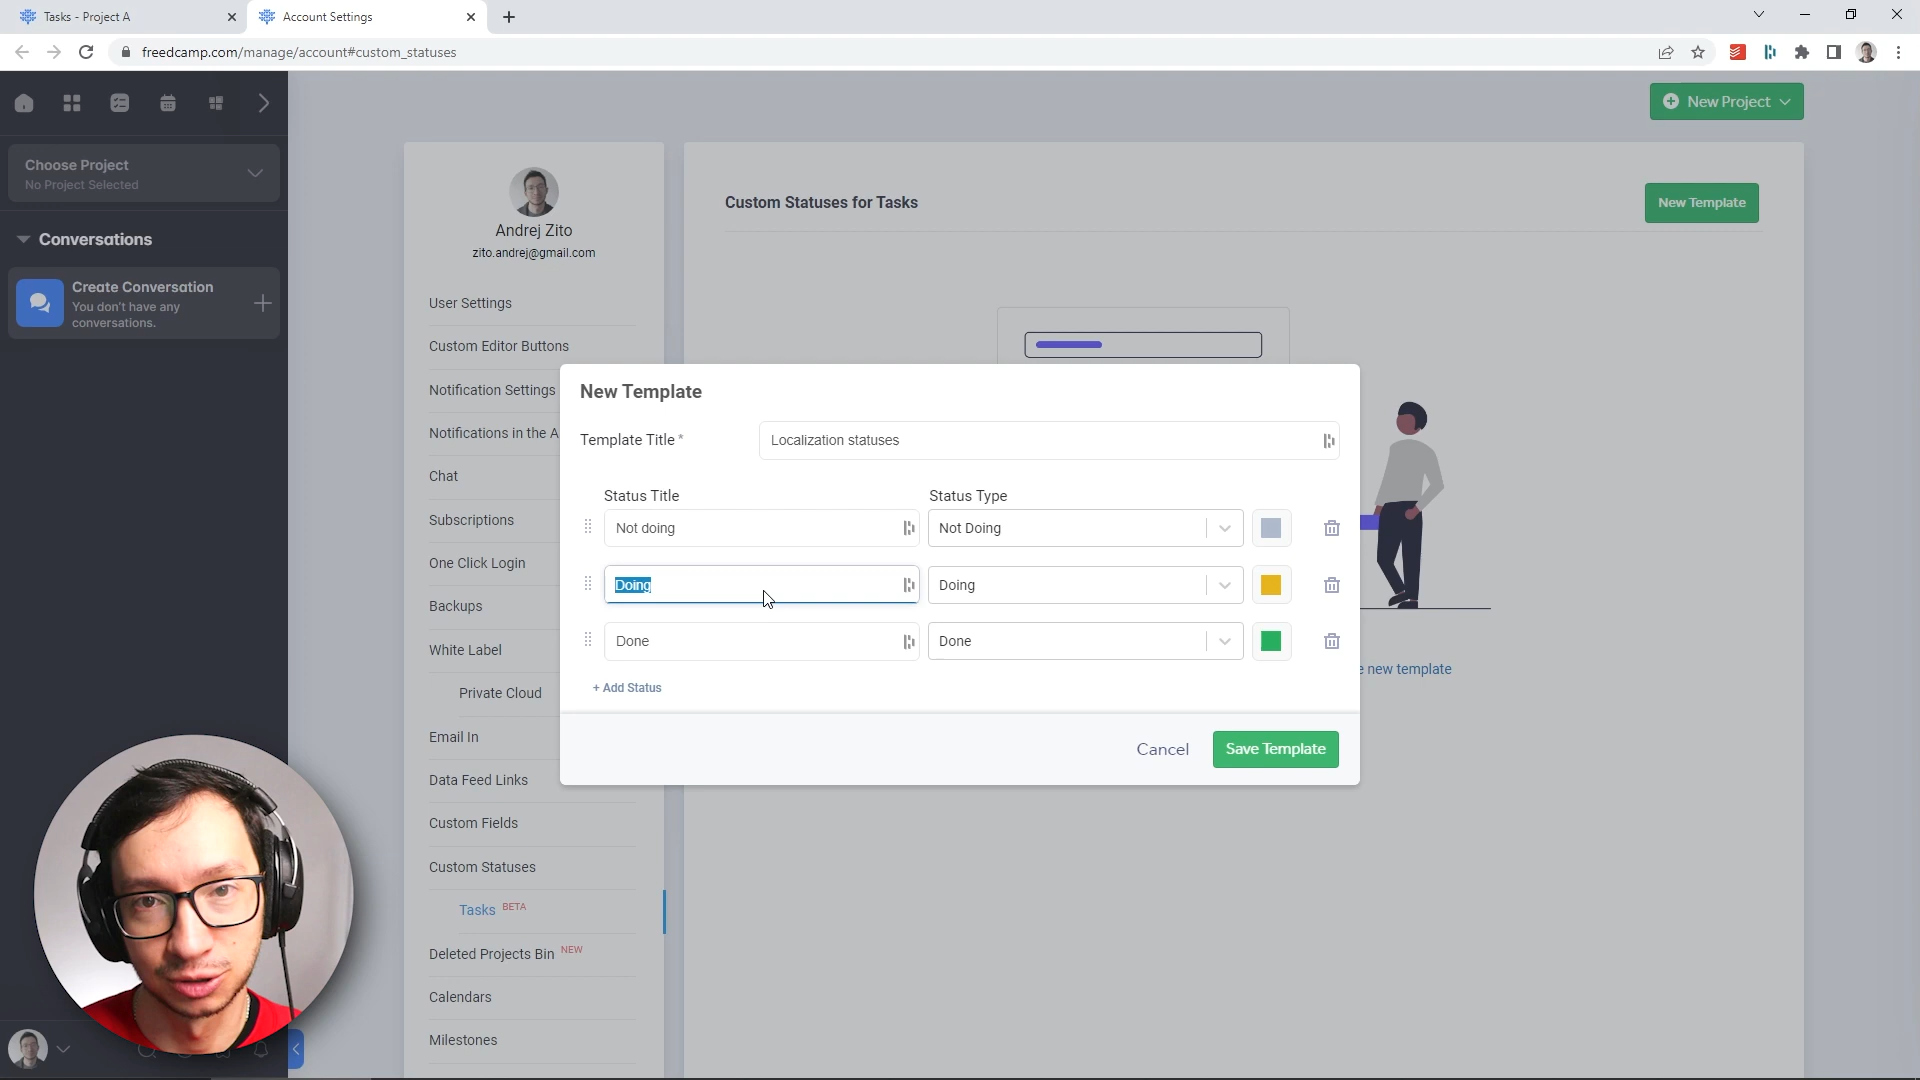 Tasks - Project A
Account Settings
freedcamp.com/manage/account#custom_statuses
New Project
Choose Project
No Project Selected
Conversations
Create Conversation
You don't have any
conversations.
Andrej Zito
zito.andrej@gmail.com
User Settings
Custom Editor Buttons
Notification Settings
Notifications in the A
Chat
Subscriptions
One Click Login
Backups
White Label
Private Cloud
Email In
Data Feed Links
Custom Fields
Custom Statuses
Tasks BETA
Deleted Projects Bin NEW
Calendars
Milestones
Custom Statuses for Tasks
New Template
e new template
New Template
Template Title *
Localization statuses
Status Title
Status Type
Not doing
Not Doing
Doing
Doing
Done
Done
+ Add Status
Cancel
Save Template